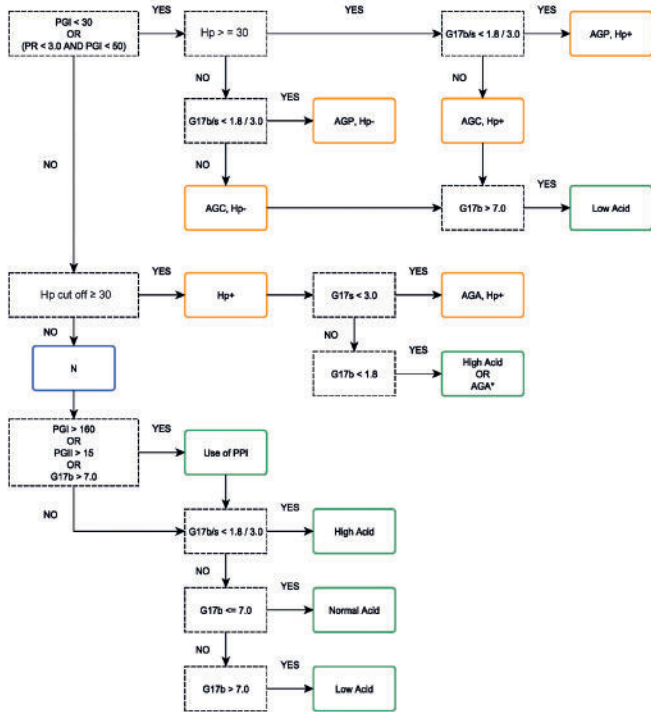 PGI < 30
OR
(PR < 3.0 AND PGI < 50)
YES
Hp > = 30
YES
G17b/s < 1.8 / 3.0
YES
AGP, Hp+
NO
NO
G17b/s < 1.8 / 3.0
YES
AGP, Hp-
AGC, Hp+
NO
NO
AGC, Hp-
G17b > 7.0
YES
Low Acid
Hp cut off ≥ 30
YES
Hp+
G17s < 3.0
YES
AGA, Hp+
NO
NO
N
G17b < 1.8
YES
High Acid
OR
AGA*
PGI > 160
OR
PGII > 15
OR
G17b > 7.0
YES
Use of PPI
NO
G17b/s < 1.8 / 3.0
YES
High Acid
NO
G17b <= 7.0
YES
Normal Acid
NO
G17b > 7.0
YES
Low Acid